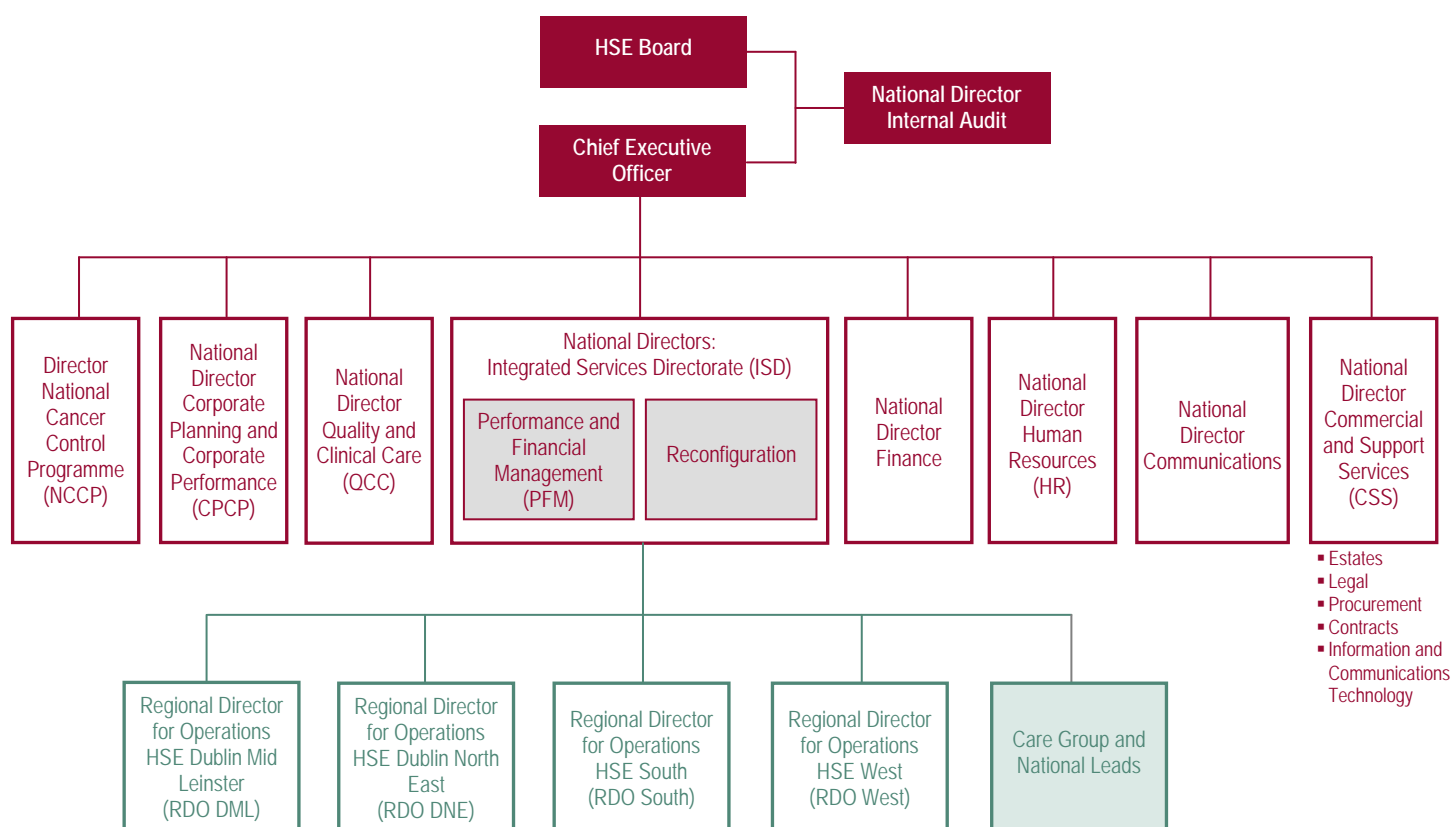 HSE Board
National Director
Internal Audit
Chief Executive
Officer
Director
National
Cancer
Control
Programme
(NCCP)
National
Director
Corporate
Planning and
Corporate
Performance
(CPCP)
National
Director
Quality and
Clinical Care
(QCC)
National Directors:
Integrated Services Directorate (ISD)
Performance and
Financial
Management
(PFM)
Reconfiguration
National
Director
Finance
National
Director
Human
Resources
(HR)
National
Director
Communications
National
Director
Commercial
and Support
Services
(CSS)
▪ Estates
▪ Legal
▪ Procurement
▪ Contracts
▪ Information and
Communications
Technology
Regional Director
for Operations
HSE Dublin Mid
Leinster
(RDO DML)
Regional Director
for Operations
HSE Dublin North
East
(RDO DNE)
Regional Director
for Operations
HSE South
(RDO South)
Regional Director
for Operations
HSE West
(RDO West)
Care Group and
National Leads